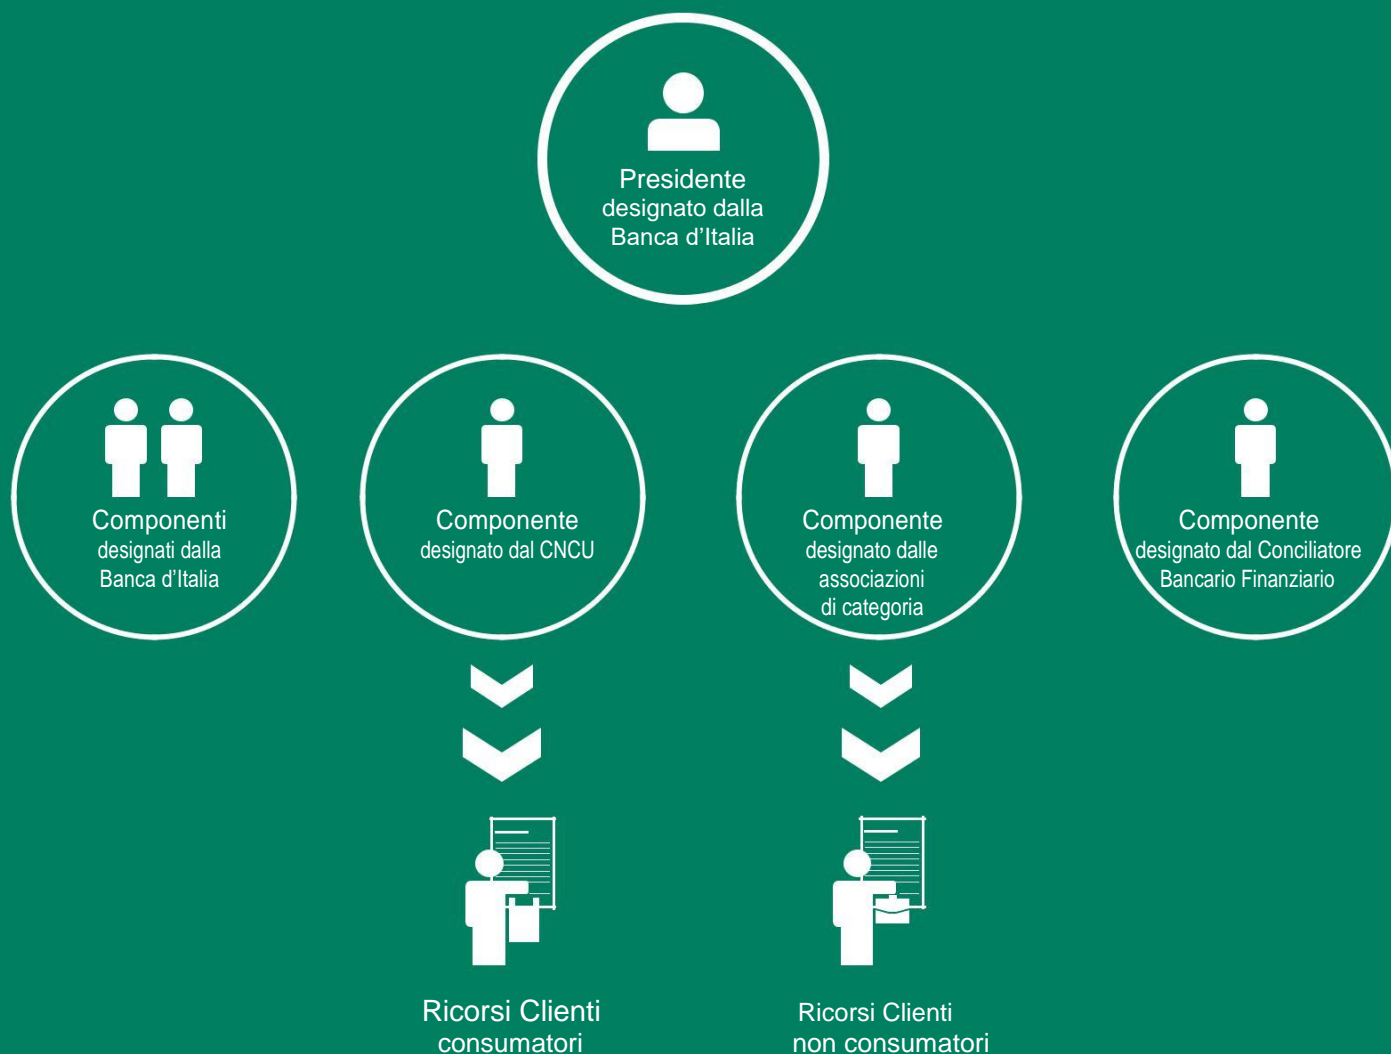 Presidente
designato dalla
Banca d’Italia
Componenti
designati dalla
Banca d’Italia
Componente
designato dal CNCU
Componente
designato dalle
associazioni
di categoria
Componente
designato dal Conciliatore
Bancario Finanziario
Ricorsi Clienti
consumatori
Ricorsi Clienti
non consumatori